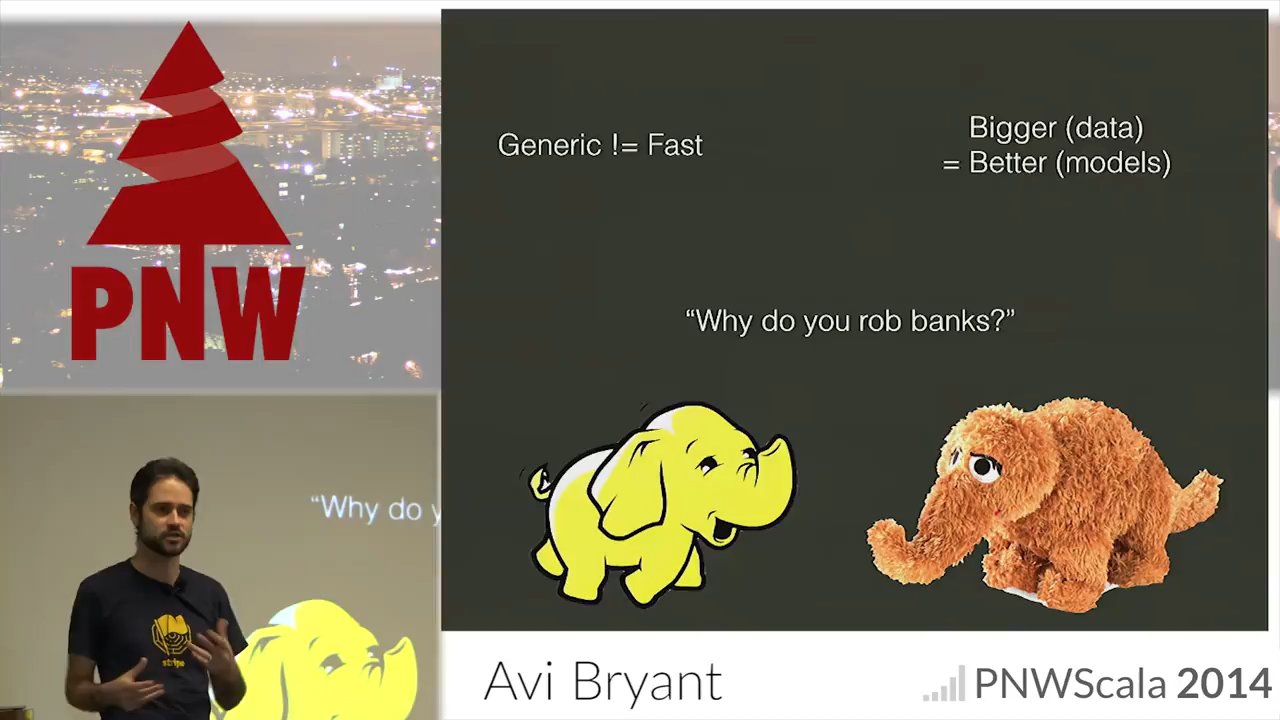 PNW
Generic != Fast
Bigger (data)
= Better (models)
“Why do you rob banks?”
“Why do y
stripe
Avi Bryant
PNWScala 2014